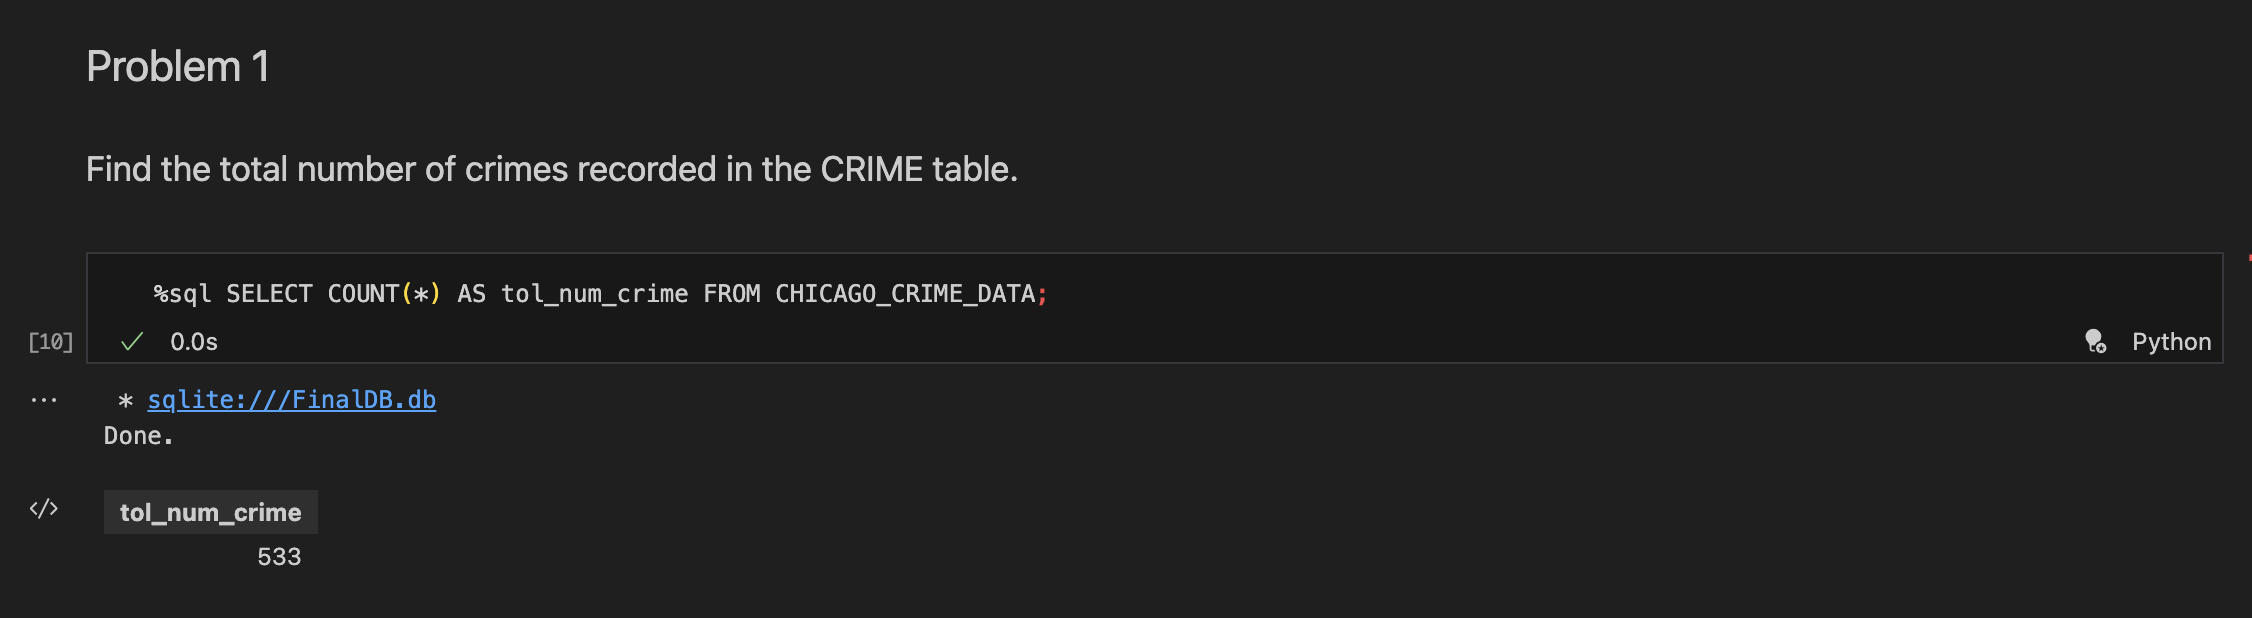 Problem 1
Find the total number of crimes recorded in the CRIME table.
%sql SELECT COUNT(*) AS tol_num_crime FROM CHICAGO_CRIME_DATA;
[10] 0.0s Python
* sqlite:///FinalDB.db
Done.
tol_num_crime
533